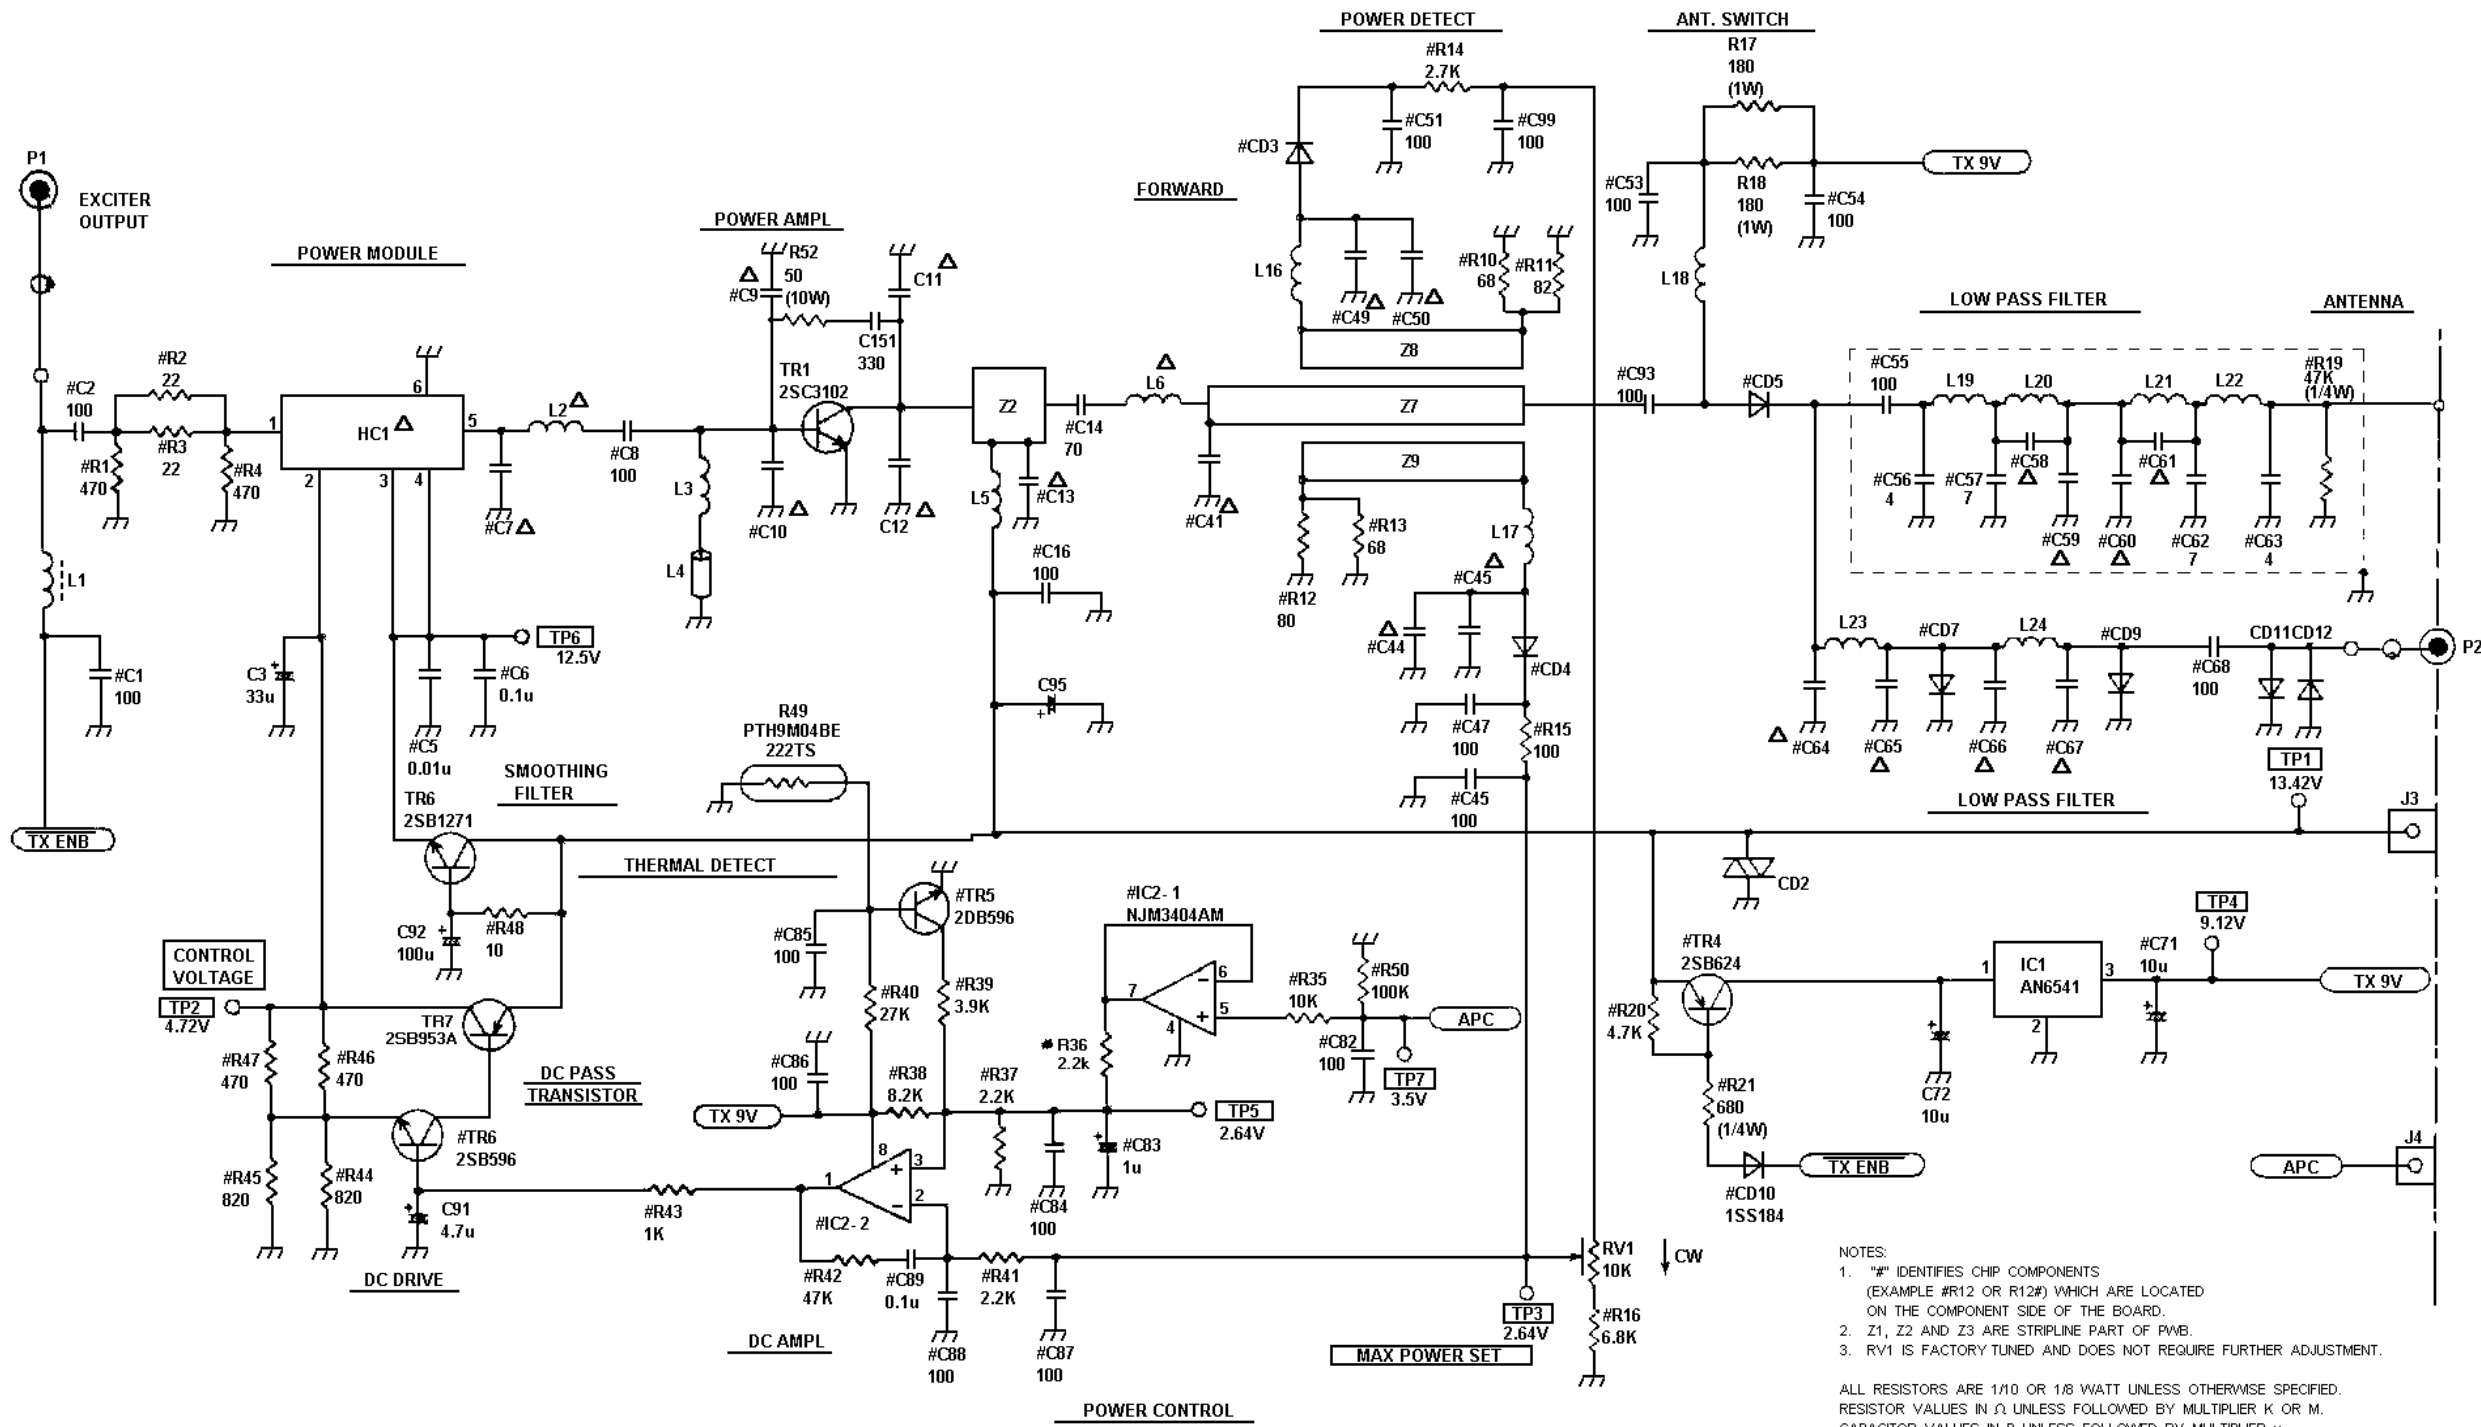 POWER DETECT
ANT. SWITCH
#R14
2.7K
R17
180
(1W)
#C51
100
#C99
100
#CD3
P1
EXCITER
OUTPUT
FORWARD
#C53
100
R18
180
(1W)
#C54
100
TX 9V
POWER MODULE
POWER AMPL
R52
50
(10W)
#C9
C11
C151
330
L16
#C49
#C50
#R10
68
#R11
82
L18
LOW PASS FILTER
ANTENNA
#C2
100
#R2
22
#R3
22
#R1
470
#R4
470
1
6
5
HC1
2
3
4
L2
#C7
#C8
100
TR1
2SC3102
L3
L4
#C10
C12
Z2
L5
#C13
#C14
70
L6
Z8
Z7
Z9
#C41
#C93
100
#CD5
#C55
100
L19
L20
L21
L22
#R19
47K
(1/4W)
#C56
4
#C57
7
#C58
#C59
#C60
#C61
#C62
7
#C63
4
L1
#C1
100
C3
33u
TP6
12.5V
#C6
0.1u
#C5
0.01u
#C16
100
C95
#R12
80
#R13
68
L17
#C45
#C44
#CD4
#C47
100
#R15
100
#C45
100
L23
#CD7
L24
#CD9
#C68
100
CD11
CD12
P2
#C64
#C65
#C66
#C67
LOW PASS FILTER
TP1
13.42V
J3
R49
PTH9M04BE
222TS
SMOOTHING
FILTER
TR6
2SB1271
TX ENB
THERMAL DETECT
C92
100u
#R48
10
CONTROL
VOLTAGE
TP2
4.72V
TR7
2SB953A
#R47
470
#R46
470
DC PASS
TRANSISTOR
#TR6
2SB596
#R45
820
#R44
820
C91
4.7u
DC DRIVE
#C85
100
#TR5
2DB596
#R40
27K
#R39
3.9K
#C86
100
#R38
8.2K
TX 9V
#R37
2.2K
#IC2-1
NJM3404AM
7
6
5
4
# R36
2.2k
#R35
10K
#R50
100K
APC
#C82
100
TP7
3.5V
TP5
2.64V
#C83
1u
#C84
100
8
3
2
1
#IC2-2
#R43
1K
#R42
47K
#C89
0.1u
#R41
2.2K
#C88
100
#C87
100
DC AMPL
POWER CONTROL
CD2
#TR4
2SB624
#R20
4.7K
#R21
680
(1/4W)
#CD10
1SS184
TX ENB
C72
10u
1
IC1
AN6541
3
2
#C71
10u
TP4
9.12V
TX 9V
J4
APC
RV1
10K
CW
#R16
6.8K
TP3
2.64V
MAX POWER SET
NOTES:
1. "#" IDENTIFIES CHIP COMPONENTS
(EXAMPLE #R12 OR R12#) WHICH ARE LOCATED
ON THE COMPONENT SIDE OF THE BOARD.
2. Z1, Z2 AND Z3 ARE STRIPLINE PART OF PWB.
3. RV1 IS FACTORY TUNED AND DOES NOT REQUIRE FURTHER ADJUSTMENT.
ALL RESISTORS ARE 1/10 OR 1/8 WATT UNLESS OTHERWISE SPECIFIED.
RESISTOR VALUES IN Ω UNLESS FOLLOWED BY MULTIPLIER K OR M.